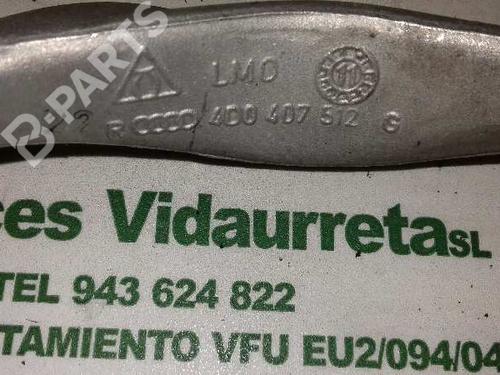 B-PARTS
LMD
R 4D0 407 512 G
ces Vidaurreta SL
TEL 943 624 822
TAMIENTO VFU EU2/094/04